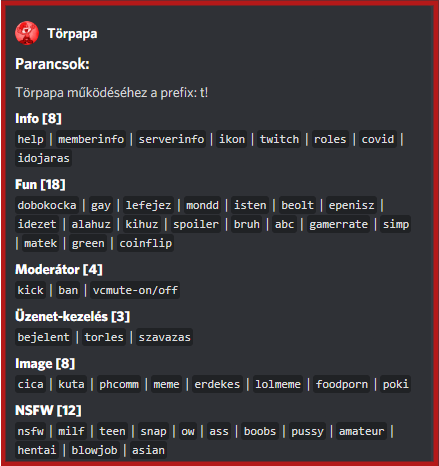 Törpapa
Parancsok:
Törpapa működéséhez a prefix: t!
Info [8]
help | memberinfo | serverinfo | ikon | twitch | roles | covid |
idojaras
Fun [18]
dobokocka | gay | lefejez | mondd | isten | beolt | epenisz |
idezet | alahuz | kihuz | spoiler | bruh | abc | gamerrate | simp
| matek | green | coinflip
Moderátor [4]
kick | ban | vcmute-on/off
Üzenet-kezelés [3]
bejelent | torles | szavazas
Image [8]
cica | kuta | phcomm | meme | erdekes | lolmeme | foodporn | poki
NSFW [12]
nsfw | milf | teen | snap | ow | ass | boobs | pussy | amateur |
hentai | blowjob | asian